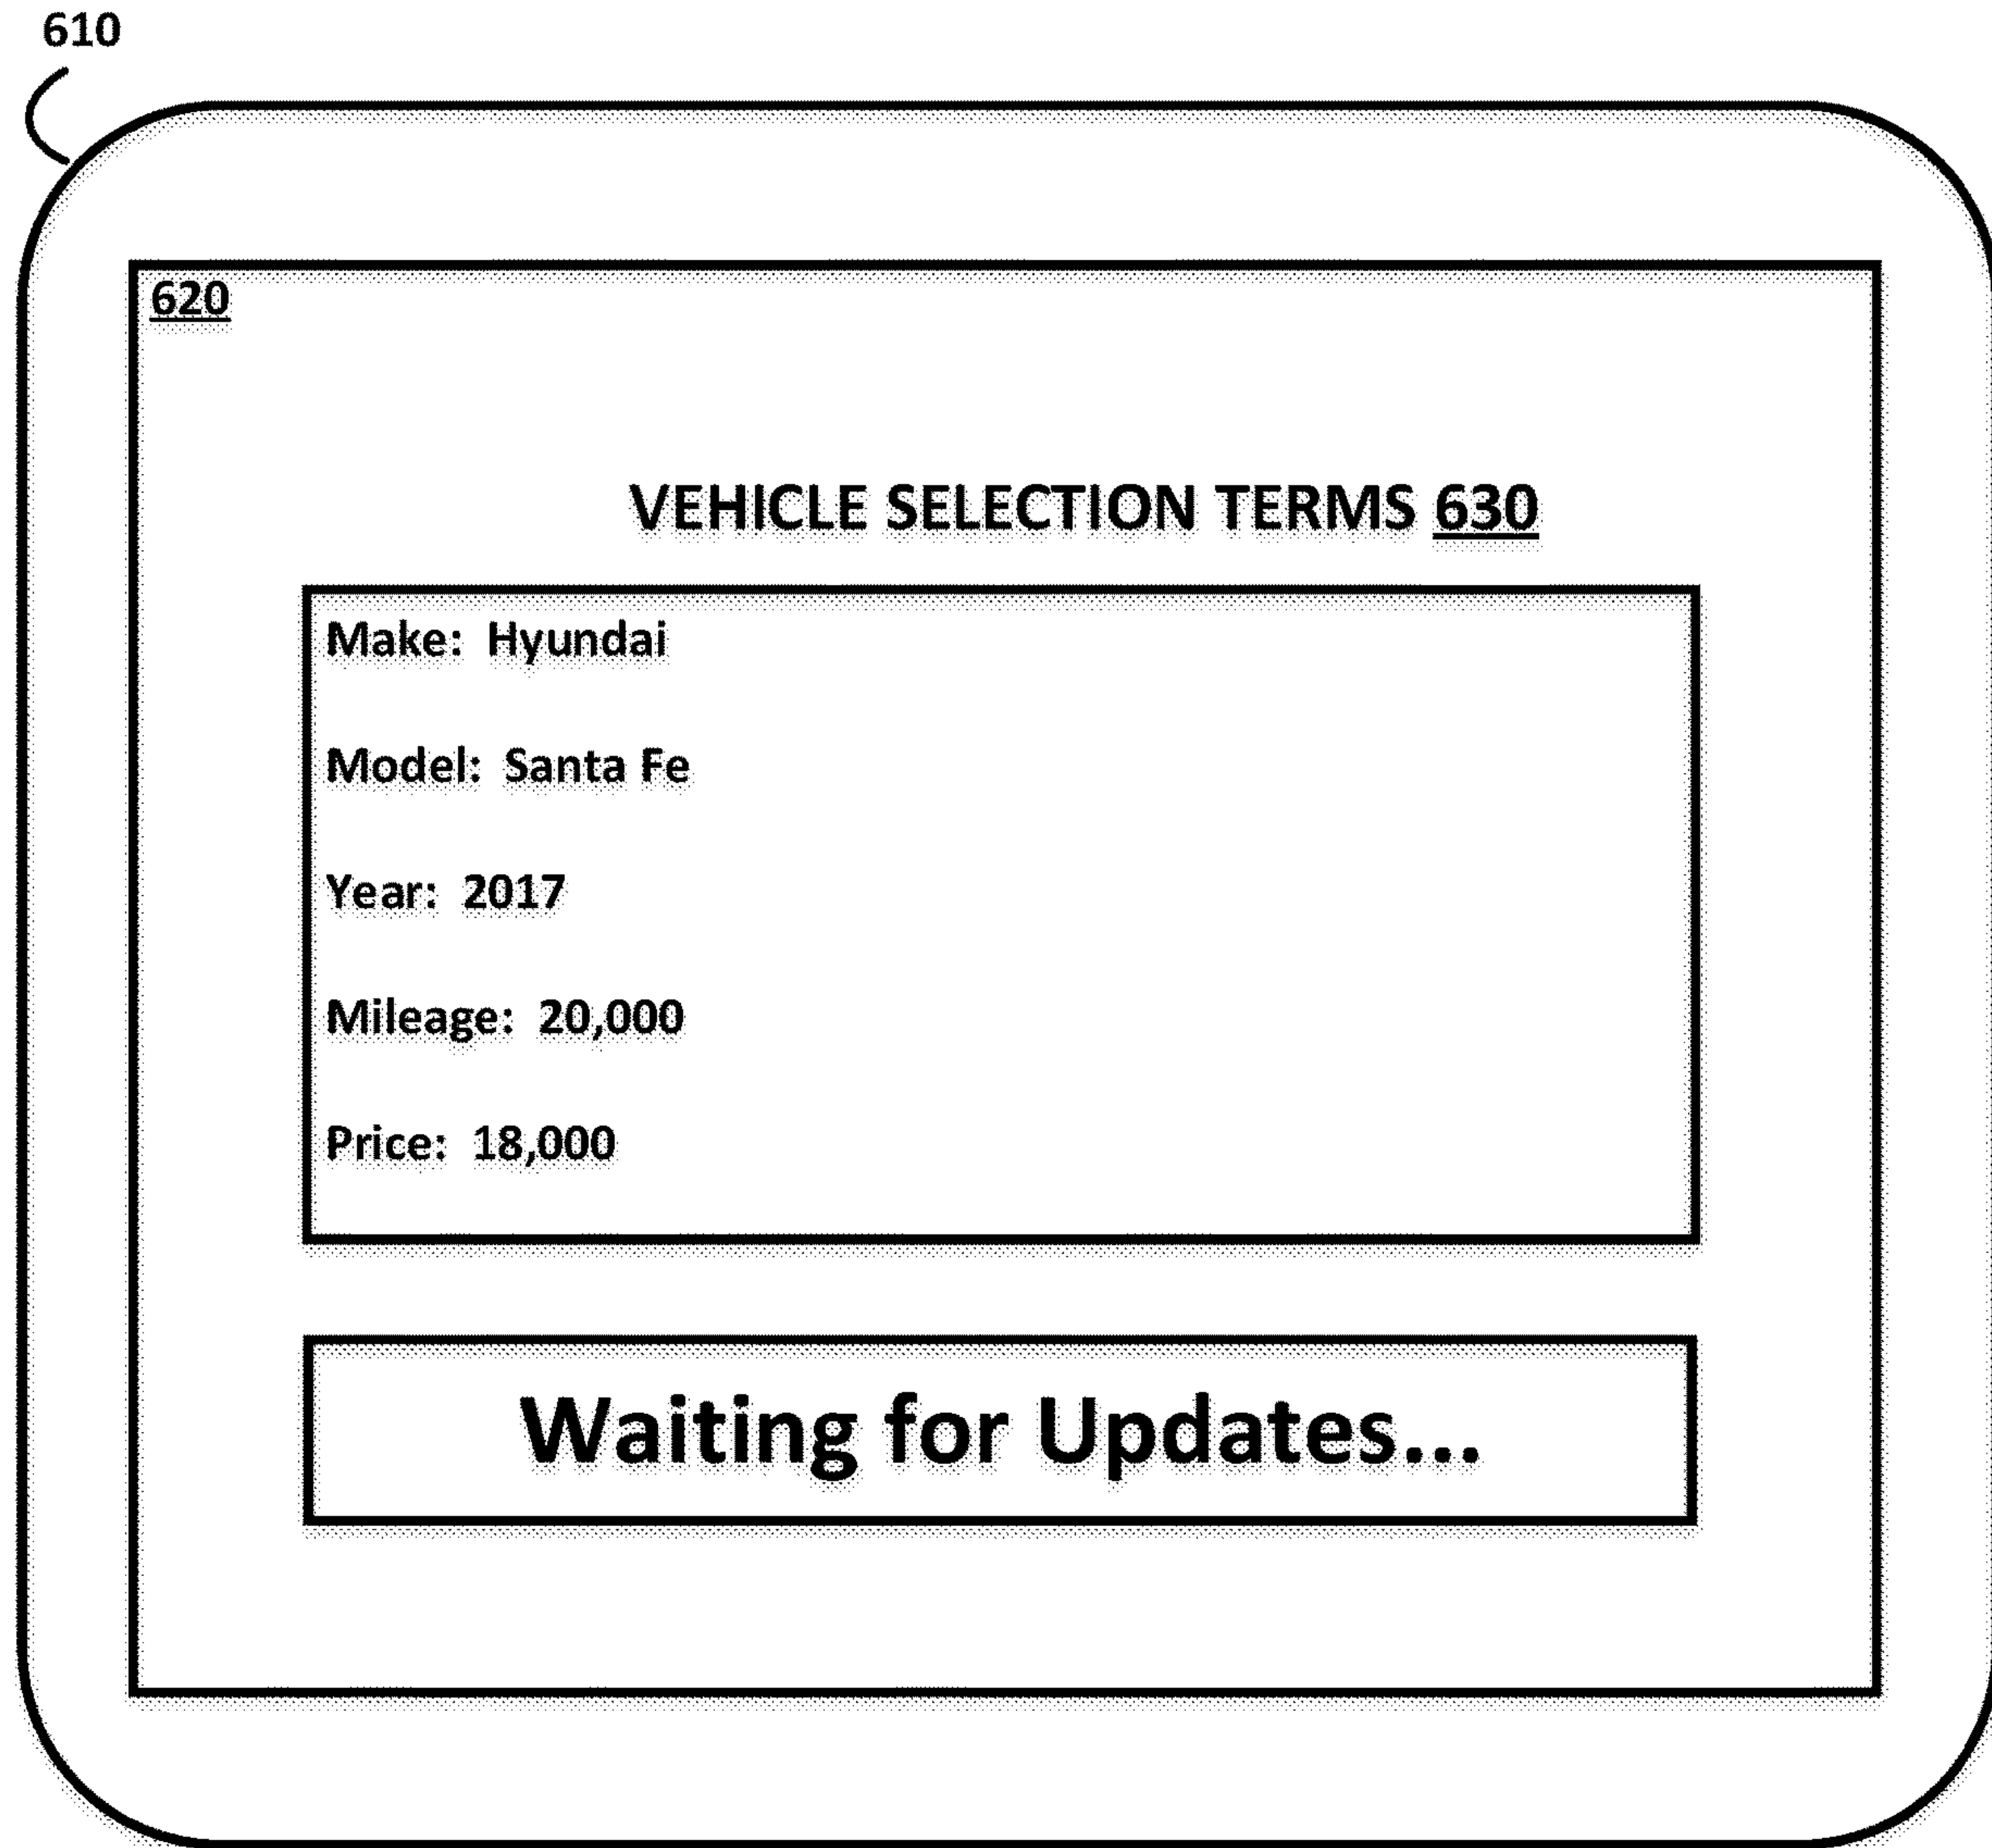 610
620
VEHICLE SELECTION TERMS 630
Make: Hyundai
Model: Santa Fe
Year: 2017
Mileage: 20,000
Price: 18,000
Waiting for Updates...